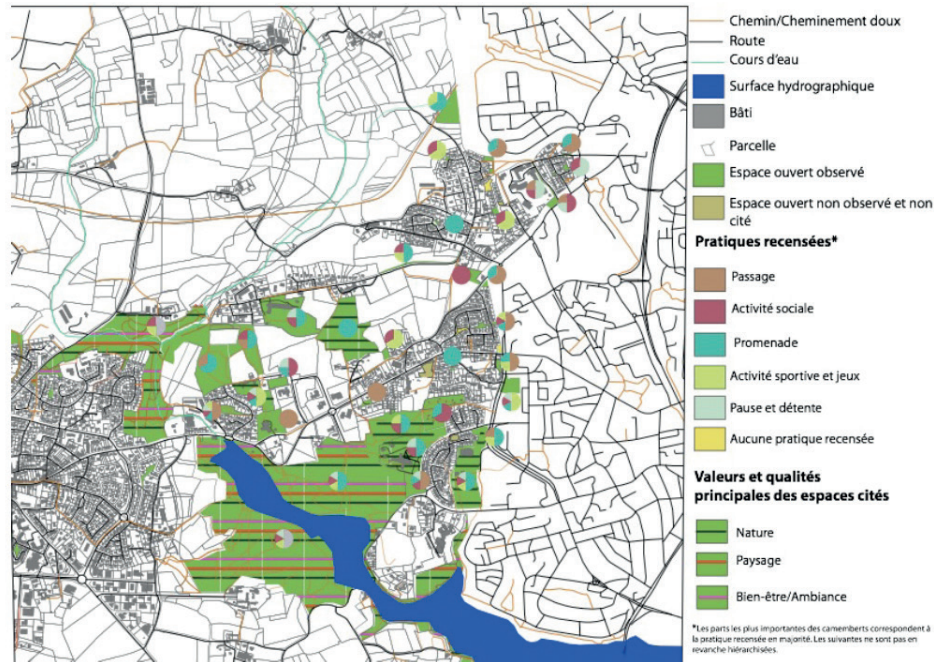 Chemin/Cheminement doux
Route
Cours d'eau
Surface hydrographique
Bâti
Parcelle
Espace ouvert observé
Espace ouvert non observé et non
cité
Pratiques recensées*
Passage
Activité sociale
Promenade
Activité sportive et jeux
Pause et détente
Aucune pratique recensée
Valeurs et qualités
principales des espaces cités
Nature
Paysage
Bien-être/Ambiance
*Les parts les plus importantes des camemberts correspondent à
la pratique recensée en majorité. Les suivantes ne sont pas en
revanche hiérarchisées.